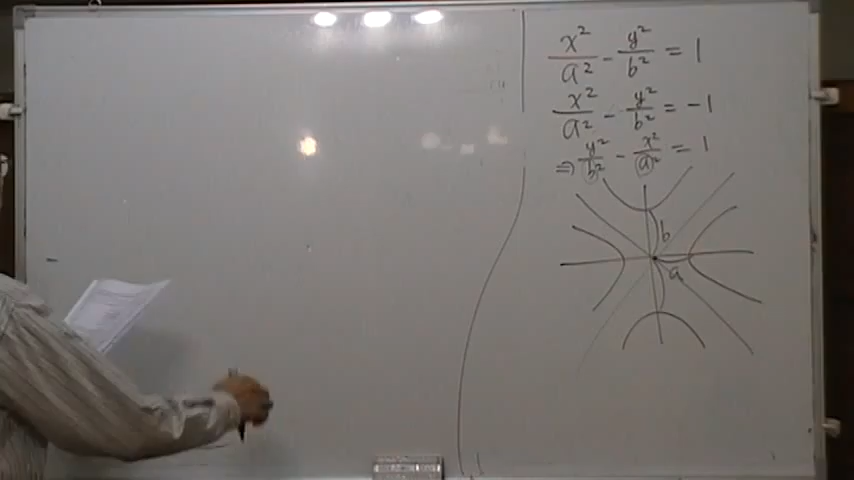 x²/a² - y²/b² = 1
x²/a² - y²/b² = -1
⇒ y²/b² - x²/a² = 1
b
a